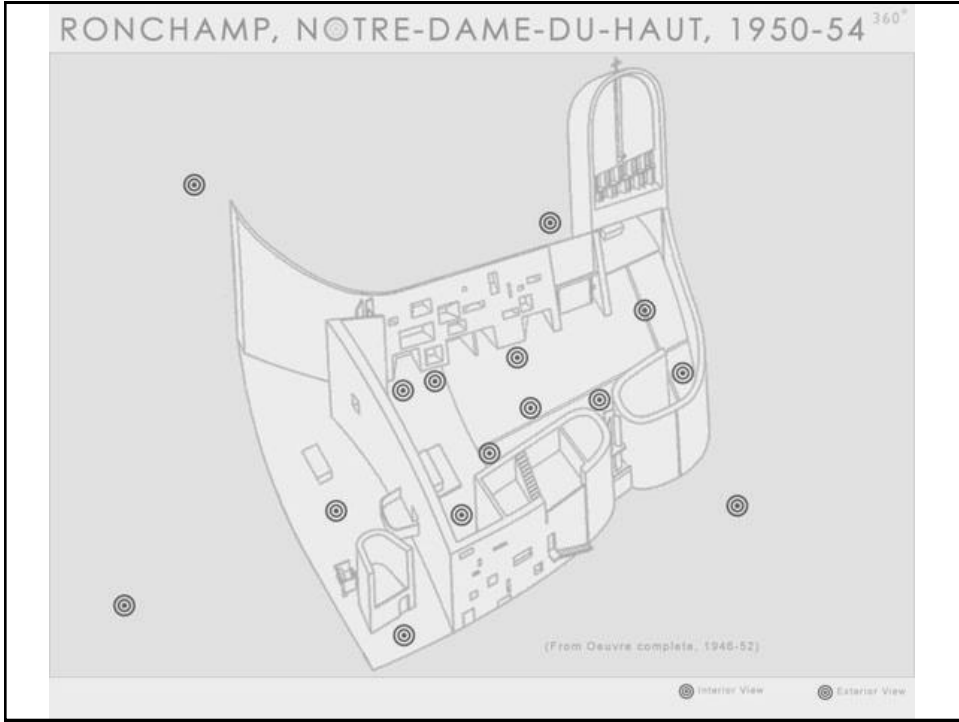 RONCHAMP, NOTRE-DAME-DU-HAUT, 1950-54 360°
(From Oeuvre complete, 1946-52)
Interior View Exterior View